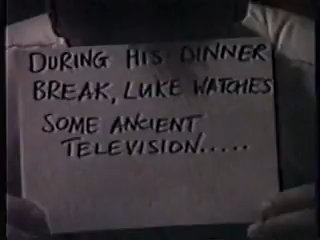 DURING HIS DINNER
BREAK, LUKE WATCHES
SOME ANCIENT
TELEVISION.....